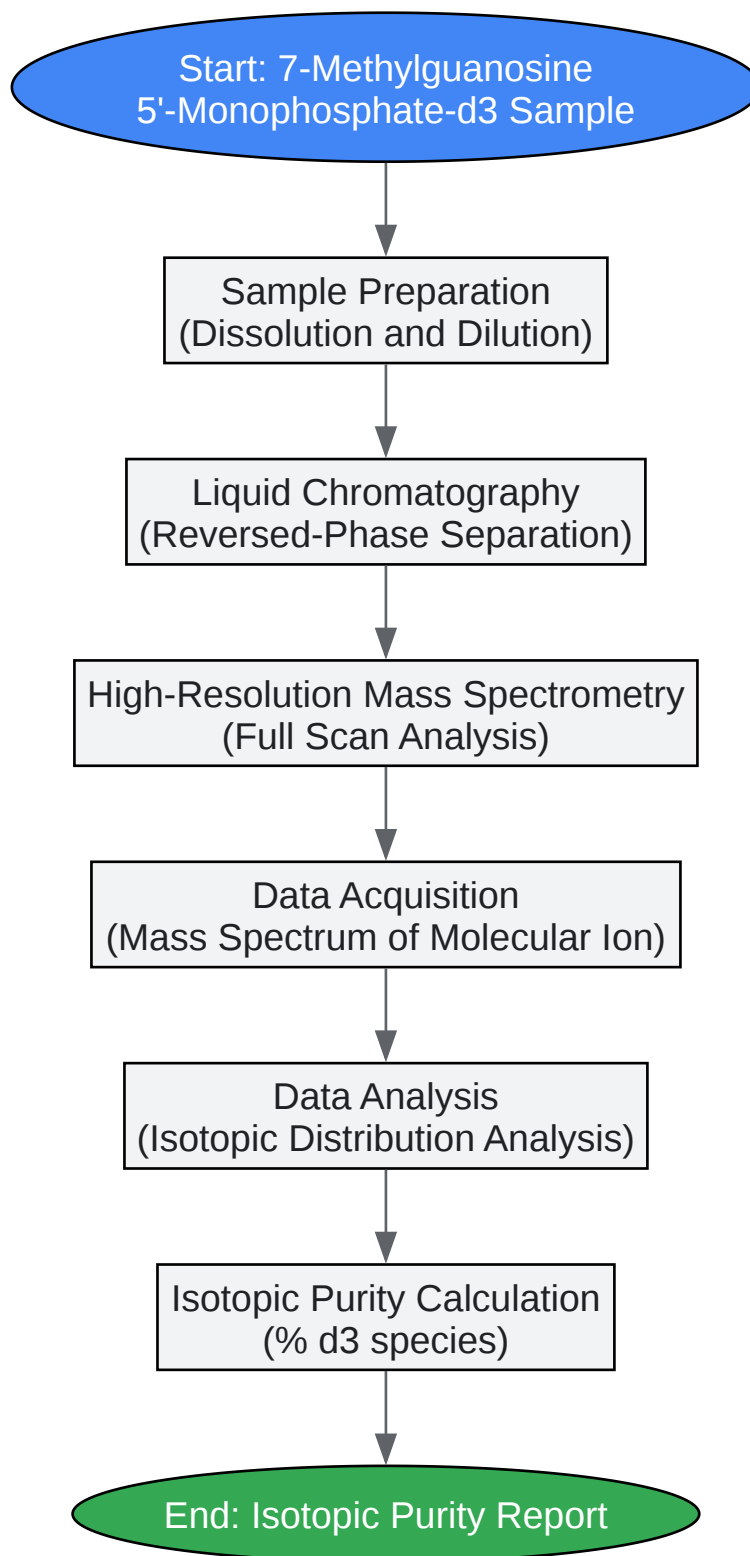 Start: 7-Methylguanosine
5'-Monophosphate-d3 Sample
Sample Preparation
(Dissolution and Dilution)
Liquid Chromatography
(Reversed-Phase Separation)
High-Resolution Mass Spectrometry
(Full Scan Analysis)
Data Acquisition
(Mass Spectrum of Molecular Ion)
Data Analysis
(Isotopic Distribution Analysis)
Isotopic Purity Calculation
(% d3 species)
End: Isotopic Purity Report